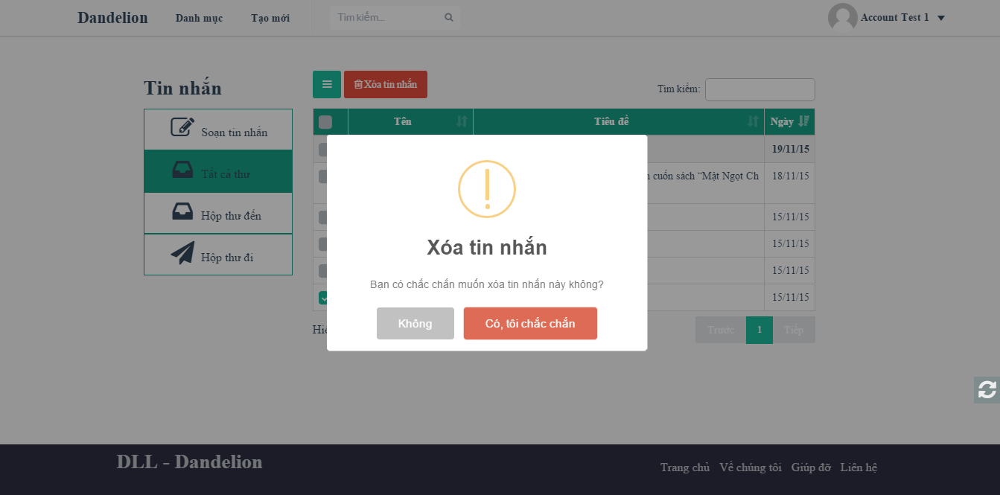 Dandelion Danh mục Tạo mới Tìm kiếm... Account Test 1
Tin nhắn
Soạn tin nhắn
Tất cả thư
Hộp thư đến
Hộp thư đi
Xóa tin nhắn
Tìm kiếm:
Tên Tiêu đề Ngày
19/11/15
cuốn sách “Mật Ngọt Ch 18/11/15
15/11/15
15/11/15
15/11/15
15/11/15
Trước 1 Tiếp
Xóa tin nhắn
Bạn có chắc chắn muốn xóa tin nhắn này không?
Không Có, tôi chắc chắn
DLL - Dandelion
Trang chủ Về chúng tôi Giúp đỡ Liên hệ